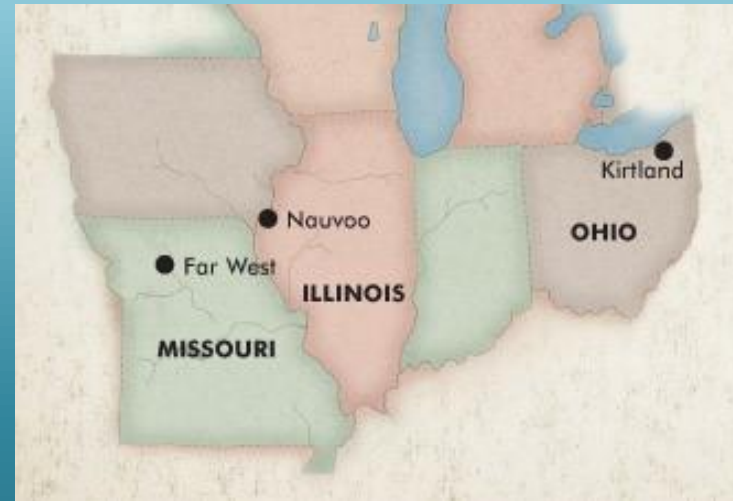 Kirtland
OHIO
Nauvoo
Far West
ILLINOIS
MISSOURI